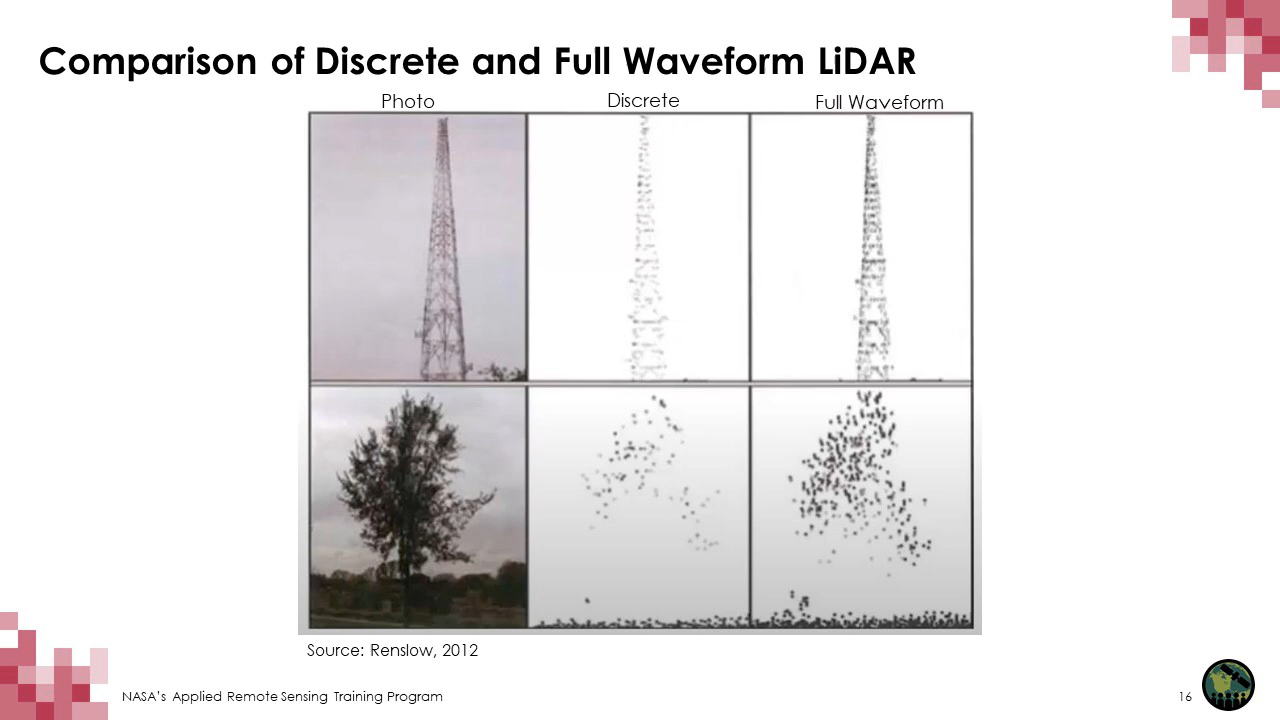 Comparison of Discrete and Full Waveform LiDAR
Photo
Discrete
Full Waveform
Source: Renslow, 2012
NASA's Applied Remote Sensing Training Program
16